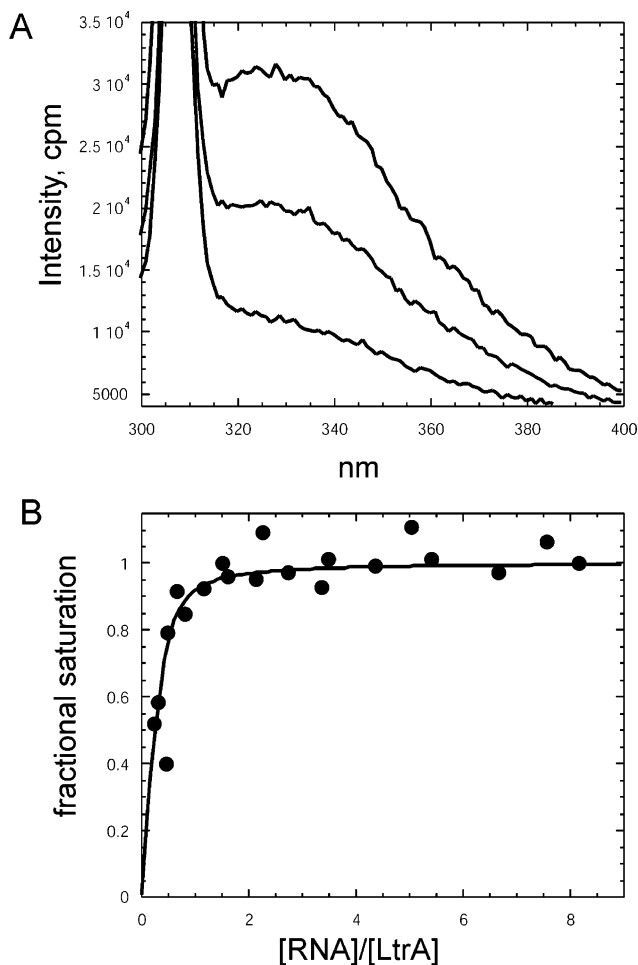 A
3.5 10⁴
3 10⁴
2.5 10⁴
2 10⁴
1.5 10⁴
1 10⁴
5000
Intensity, cpm
300 320 340 360 380 400
nm
B
1
0.8
0.6
0.4
0.2
0
fractional saturation
0 2 4 6 8
[RNA]/[LtrA]